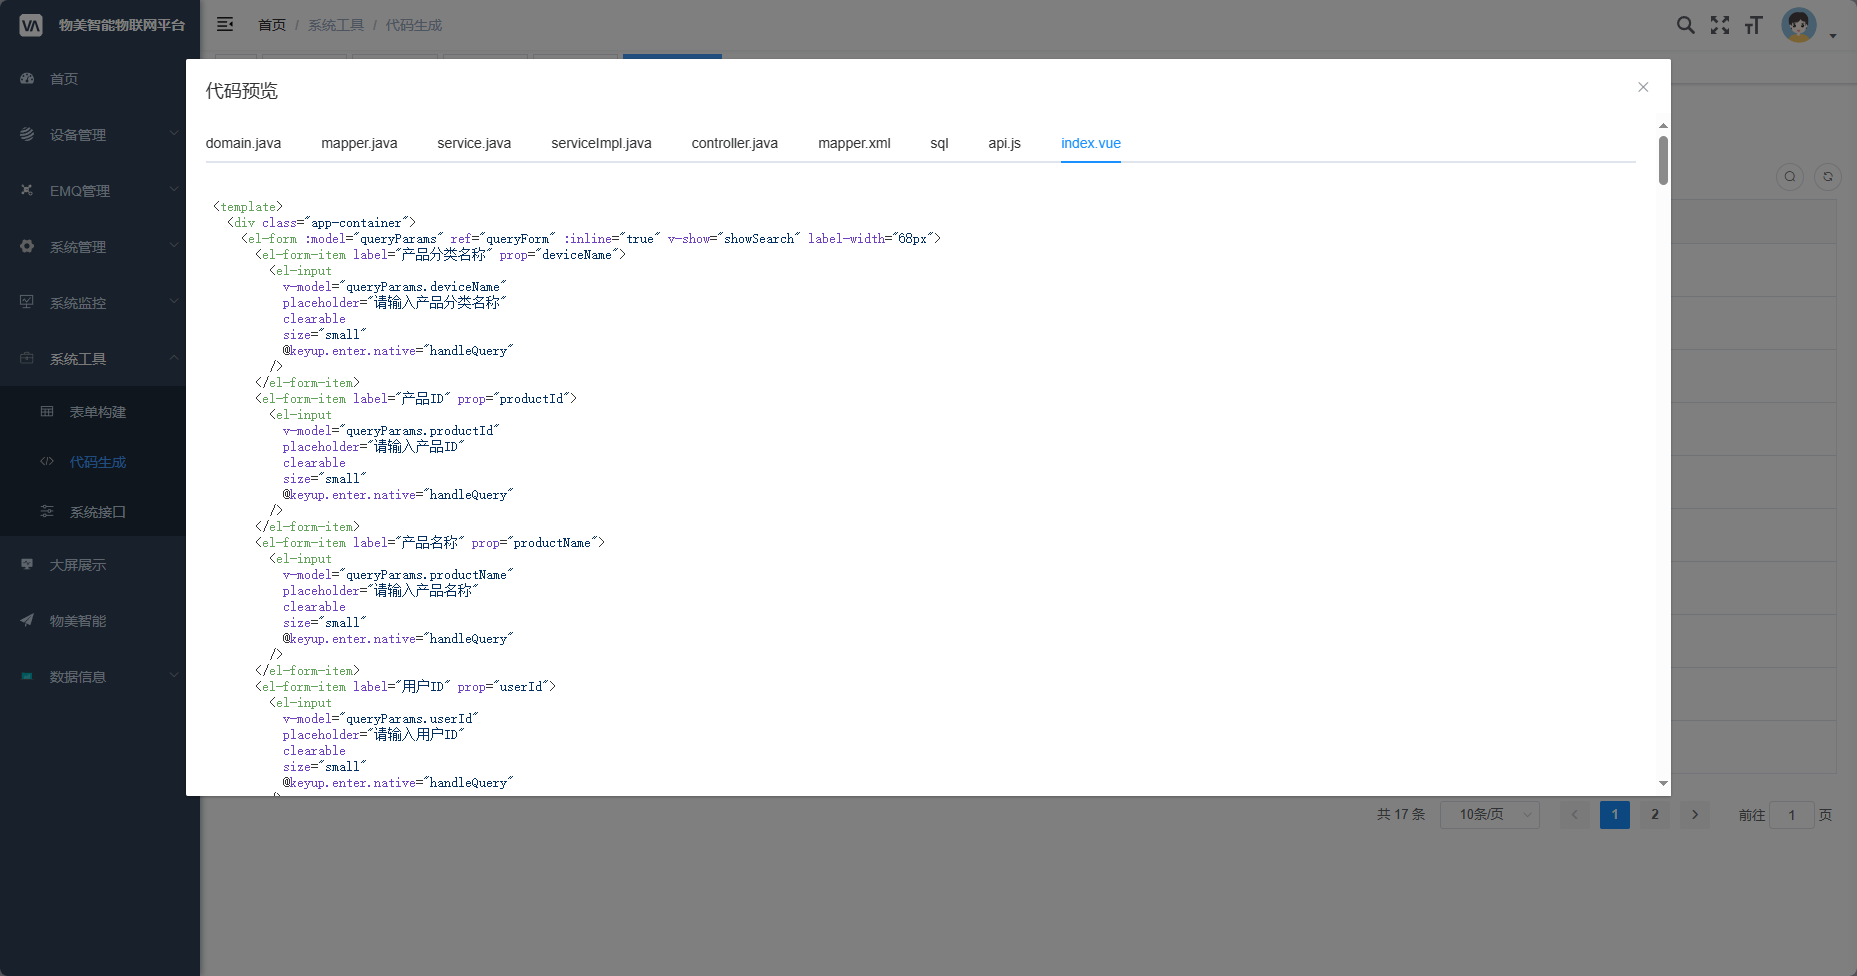 物美智能物联网平台
首页 / 系统工具 / 代码生成
首页
设备管理
EMQ管理
系统管理
系统监控
系统工具
表单构建
代码生成
系统接口
大屏展示
物美智能
数据信息
代码预览
domain.java mapper.java service.java serviceImpl.java controller.java mapper.xml sql api.js index.vue
<template>
<div class="app-container">
<el-form :model="queryParams" ref="queryForm" :inline="true" v-show="showSearch" label-width="68px">
<el-form-item label="产品分类名称" prop="deviceName">
<el-input
v-model="queryParams.deviceName"
placeholder="请输入产品分类名称"
clearable
size="small"
@keyup.enter.native="handleQuery"
/>
</el-form-item>
<el-form-item label="产品ID" prop="productId">
<el-input
v-model="queryParams.productId"
placeholder="请输入产品ID"
clearable
size="small"
@keyup.enter.native="handleQuery"
/>
</el-form-item>
<el-form-item label="产品名称" prop="productName">
<el-input
v-model="queryParams.productName"
placeholder="请输入产品名称"
clearable
size="small"
@keyup.enter.native="handleQuery"
/>
</el-form-item>
<el-form-item label="用户ID" prop="userId">
<el-input
v-model="queryParams.userId"
placeholder="请输入用户ID"
clearable
size="small"
@keyup.enter.native="handleQuery"
共 17 条 10条/页 1 2 前往 1 页